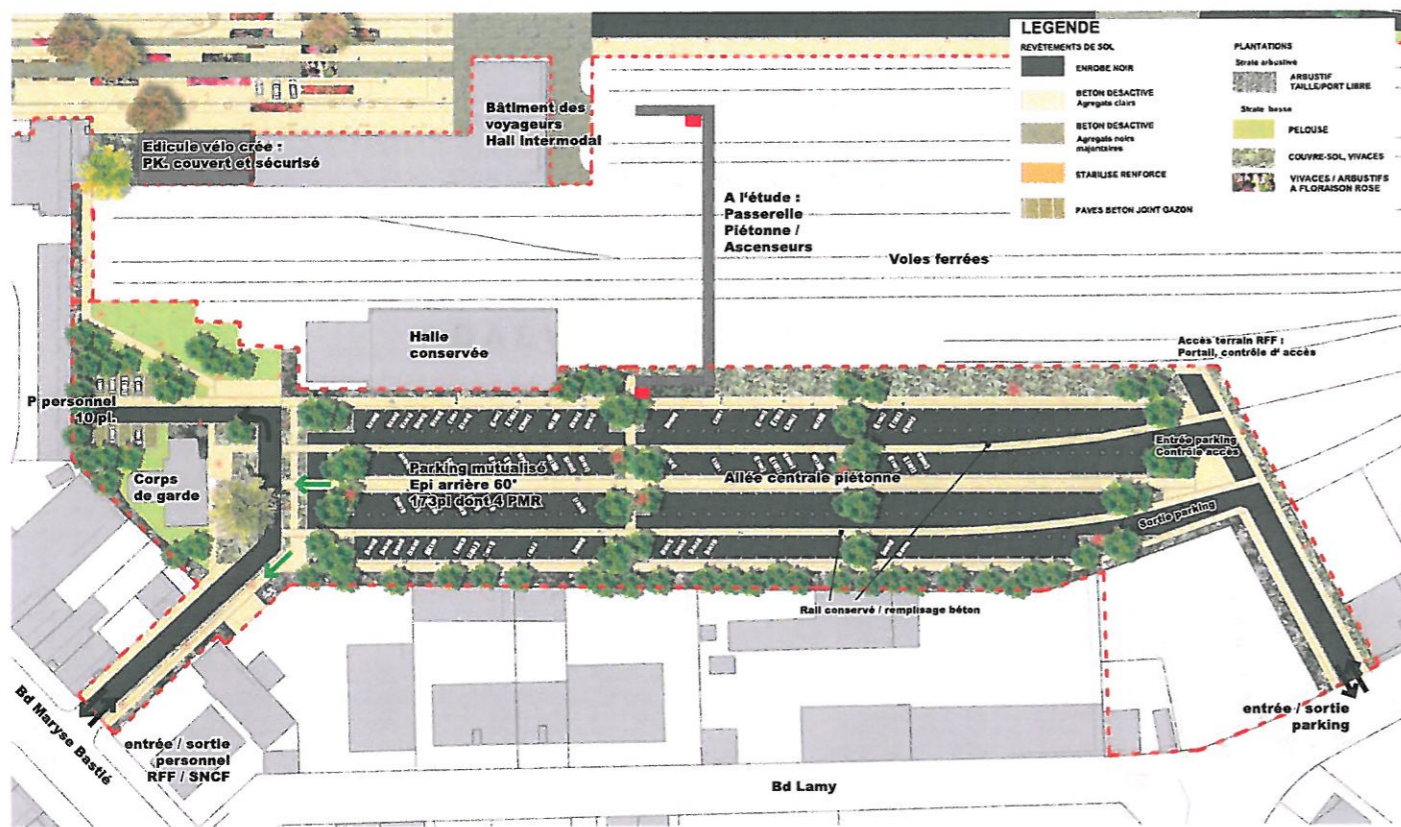 LEGENDE
REVÊTEMENTS DE SOL
ENROBE NOIR
BETON DESACTIVE
Agregats clairs
BETON DESACTIVE
Agregats noirs
majoritaires
STABILISE RENFORCE
PAVES BETON JOINT GAZON
PLANTATIONS
Strate arbustive
ARBUSTIF
TAILLE/PORT LIBRE
Strate basse
PELOUSE
COUVRE-SOL, VIVACES
VIVACES / ARBUSTIFS
A FLORAISON ROSE
Bâtiment des
voyageurs
Hall intermodal
Edicule vélo crée :
PK. couvert et sécurisé
A l'étude :
Passerelle
Piétonne /
Ascenseurs
Voies ferrées
Halle
conservée
Accès terrain RFF :
Portail, contrôle d' accès
P personnel
10 pl.
Corps
de garde
Parking mutualisé
Epi arrière 60°
173pl dont 4 PMR
Allée centrale piétonne
Entrée parking
Contrôle accès
Sortie parking
Rail conservé / remplisage béton
Bd Maryse Bastié
entrée / sortie
personnel
RFF / SNCF
Bd Lamy
entrée / sortie
parking